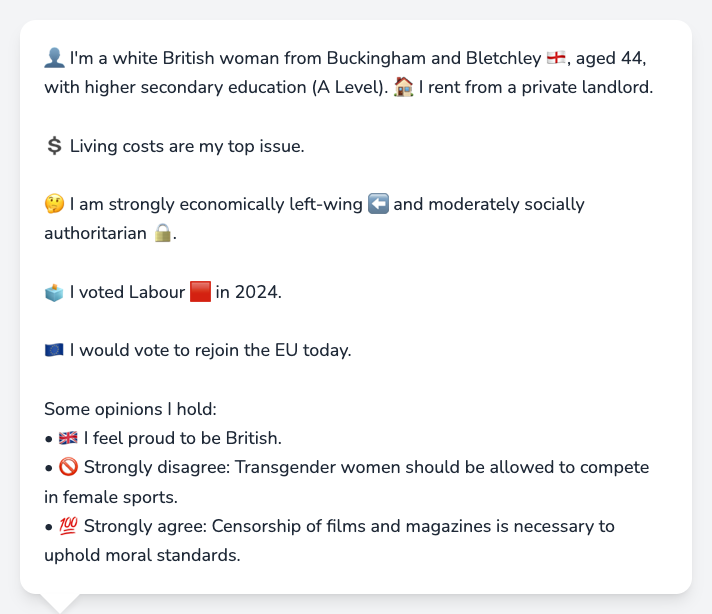 👤 I'm a white British woman from Buckingham and Bletchley 🏴󠁧󠁢󠁥󠁮󠁧󠁿, aged 44,
with higher secondary education (A Level). 🏠 I rent from a private landlord.
💲 Living costs are my top issue.
🤔 I am strongly economically left-wing ⬅️ and moderately socially
authoritarian 🔒.
🗳️ I voted Labour 🟥 in 2024.
🇪🇺 I would vote to rejoin the EU today.
Some opinions I hold:
• 🇬🇧 I feel proud to be British.
• 🚫 Strongly disagree: Transgender women should be allowed to compete
in female sports.
• 💯 Strongly agree: Censorship of films and magazines is necessary to
uphold moral standards.